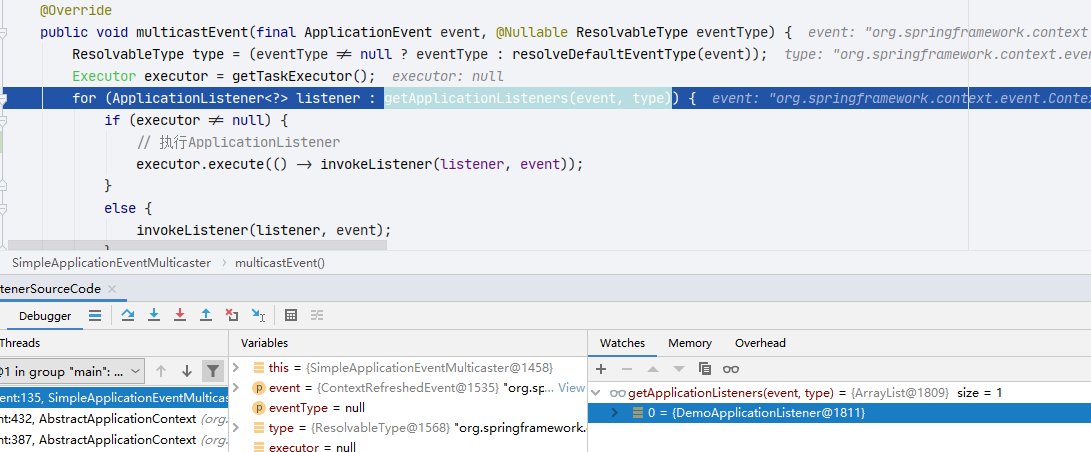 @Override
public void multicastEvent(final ApplicationEvent event, @Nullable ResolvableType eventType) { event: "org.springframework.context
ResolvableType type = (eventType ≠ null ? eventType : resolveDefaultEventType(event)); type: "org.springframework.context.eve
Executor executor = getTaskExecutor(); executor: null
for (ApplicationListener<?> listener : getApplicationListeners(event, type)) { event: "org.springframework.context.event.Conte
if (executor ≠ null) {
// 执行ApplicationListener
executor.execute(() → invokeListener(listener, event));
}
else {
invokeListener(listener, event);
}
SimpleApplicationEventMulticaster › multicastEvent()
tenerSourceCode ×
Debugger
Threads
Variables
Watches Memory Overhead
@1 in group "main": ...
this = {SimpleApplicationEventMulticaster@1458}
event = {ContextRefreshedEvent@1535} "org.sp... View
eventType = null
type = {ResolvableType@1568} "org.springframework.
executor = null
getApplicationListeners(event, type) = {ArrayList@1809} size = 1
0 = {DemoApplicationListener@1811}
ent:135, SimpleApplicationEventMulticas
nt:432, AbstractApplicationContext (org.
nt:387, AbstractApplicationContext (org.